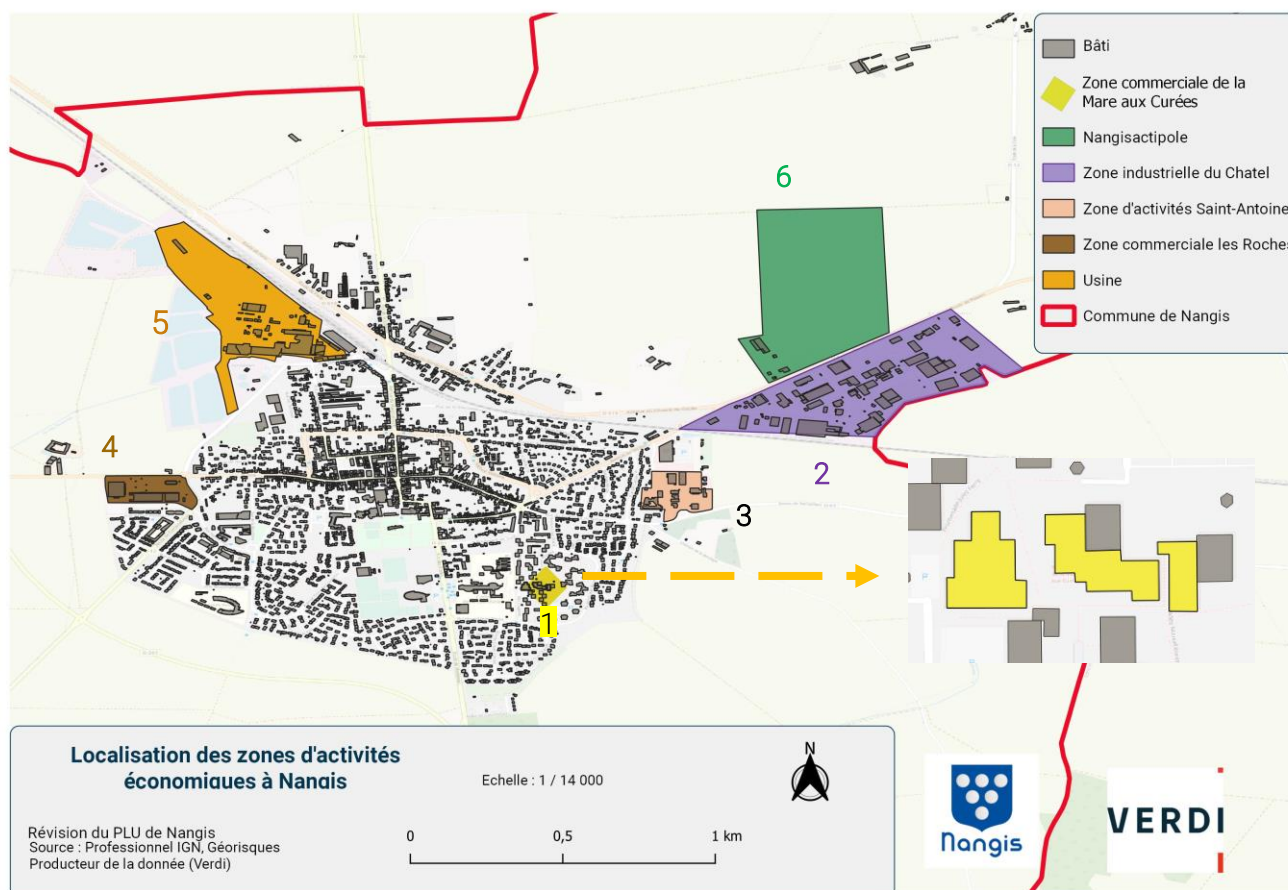 Bâti
Zone commerciale de la
Mare aux Curées
Nangisactipole
Zone industrielle du Chatel
Zone d'activités Saint-Antoine
Zone commerciale les Roches
Usine
Commune de Nangis
6
5
4
2
3
1
Localisation des zones d'activités
économiques à Nangis
Echelle : 1 / 14 000
N
Révision du PLU de Nangis
Source : Professionnel IGN, Géorisques
Producteur de la donnée (Verdi)
0
0,5
1 km
Nangis
VERDI